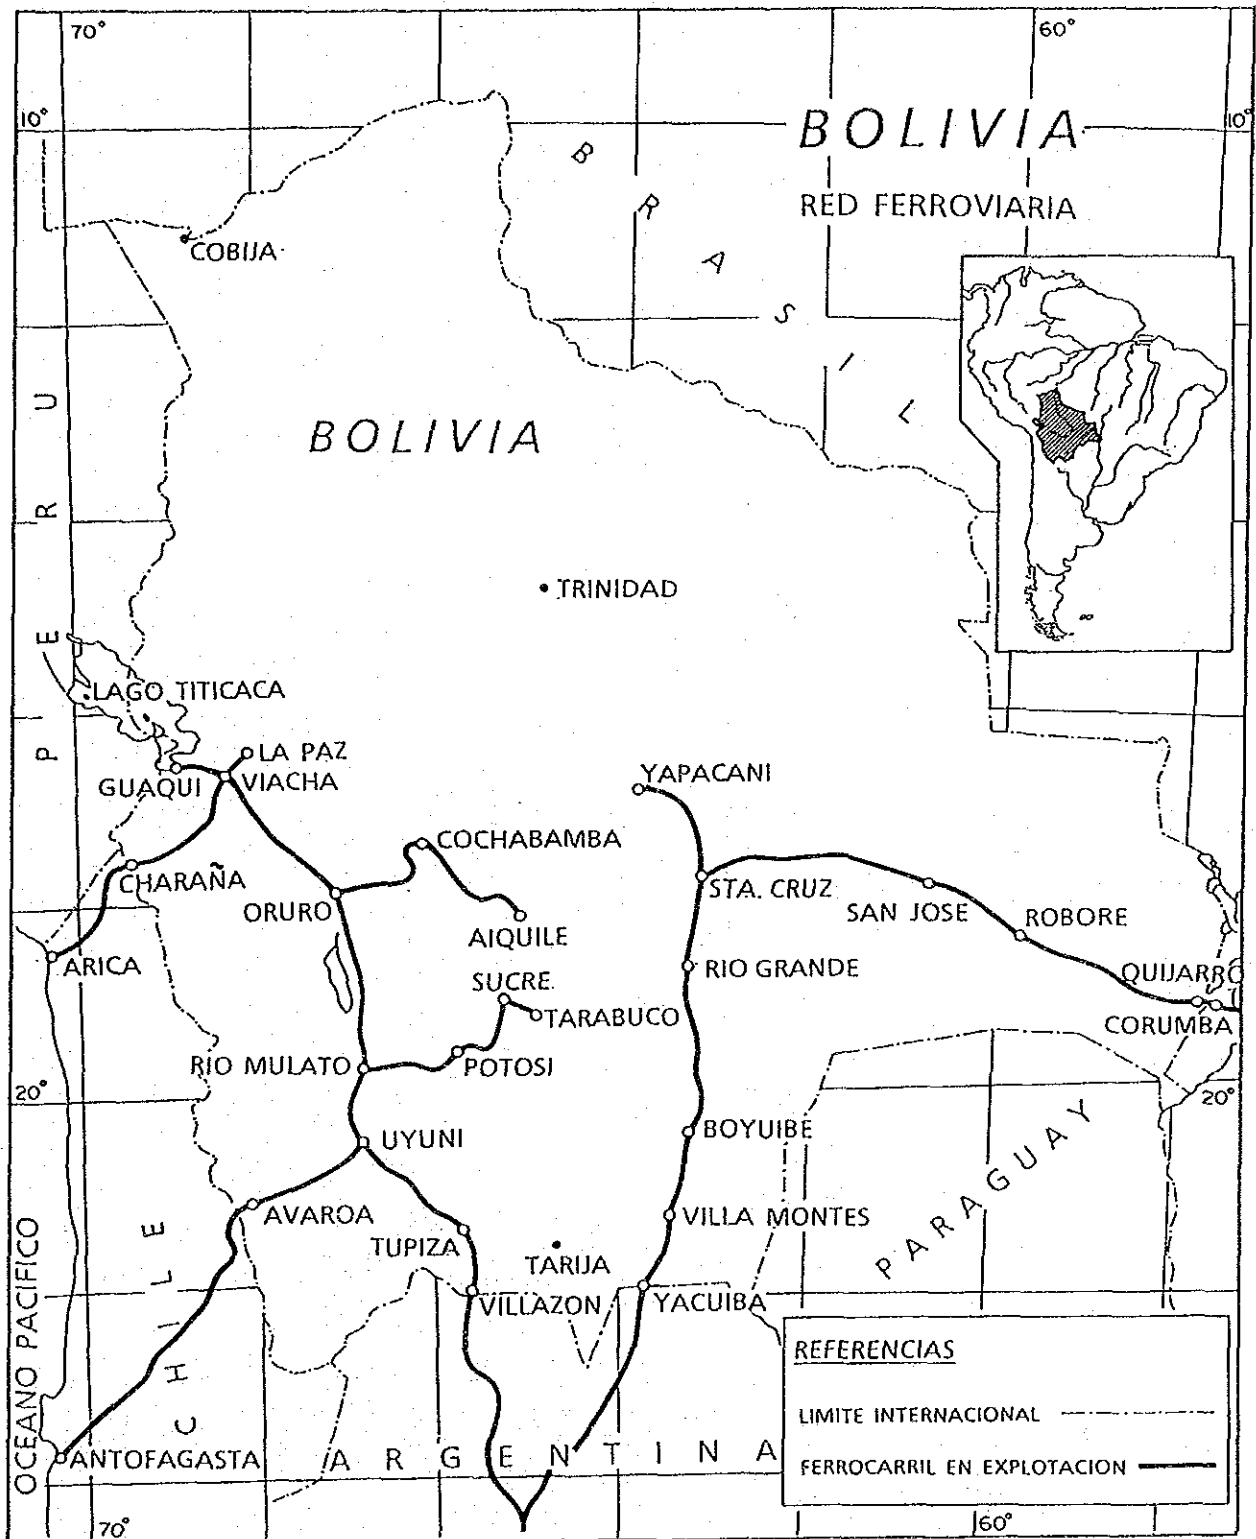 70°
60°
10°
BOLIVIA
10°
RED FERROVIARIA
BRASIL
COBIJA
BOLIVIA
PERU
TRINIDAD
LAGO TITICACA
LA PAZ
GUAQUI
VIACHA
YAPACANI
COCHABAMBA
CHARAÑA
ORURO
STA. CRUZ
SAN JOSE
ROBORE
AIQUILE
ARICA
SUCRE
RIO GRANDE
QUIJARRO
TARABUCO
CORUMBA
RIO MULATO
POTOSI
20°
20°
BOYUIBE
UYUNI
PARAGUAY
AVAROA
VILLA MONTES
TUPIZA
TARIJA
VILLAZON
YACUIBA
OCEANO PACIFICO
CHILE
REFERENCIAS
LIMITE INTERNACIONAL
ANTOFAGASTA
ARGENTINA
FERROCARRIL EN EXPLOTACION
70°
60°